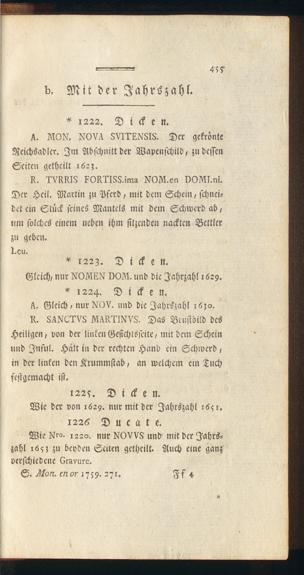 455
b. Mit der Jahrszahl.
* 1222. Dicken.
A. MON. NOVA SVITENSIS. Der gekrönte
Reichsadler. Im Abschnitt der Wapenschild, zu dessen
Seiten getheilt 1623.
R. TVRRIS FORTISS.ima NOM.en DOMI.ni.
Der Heil. Martin zu Pferd, mit dem Schein, schnei-
det ein Stück seines Mantels mit dem Schwerd ab,
um solches einem neben ihm sitzenden nackten Bettler
zu geben.
Leu.
* 1223. Dicken.
Gleich, nur NOMEN DOM. und die Jahrzahl 1629.
* 1224. Dicken.
A. Gleich, nur NOV. und die Jahrszahl 1630.
R. SANCTVS MARTINVS. Das Brustbild des
Heiligen, von der linken Gesichtsseite, mit dem Schein
und Inful. Hält in der rechten Hand ein Schwerd,
in der linken den Krummstab, an welchem ein Tuch
festgemacht ist.
1225. Dicken.
Wie der von 1629. nur mit der Jahrszahl 1651.
1226 Ducate.
Wie Nro. 1220. nur NOVVS und mit der Jahrs-
zahl 1653 zu beyden Seiten getheilt. Auch eine ganz
verschiedene Gravure.
S. Mon. en or 1759. 271.
Ff 4